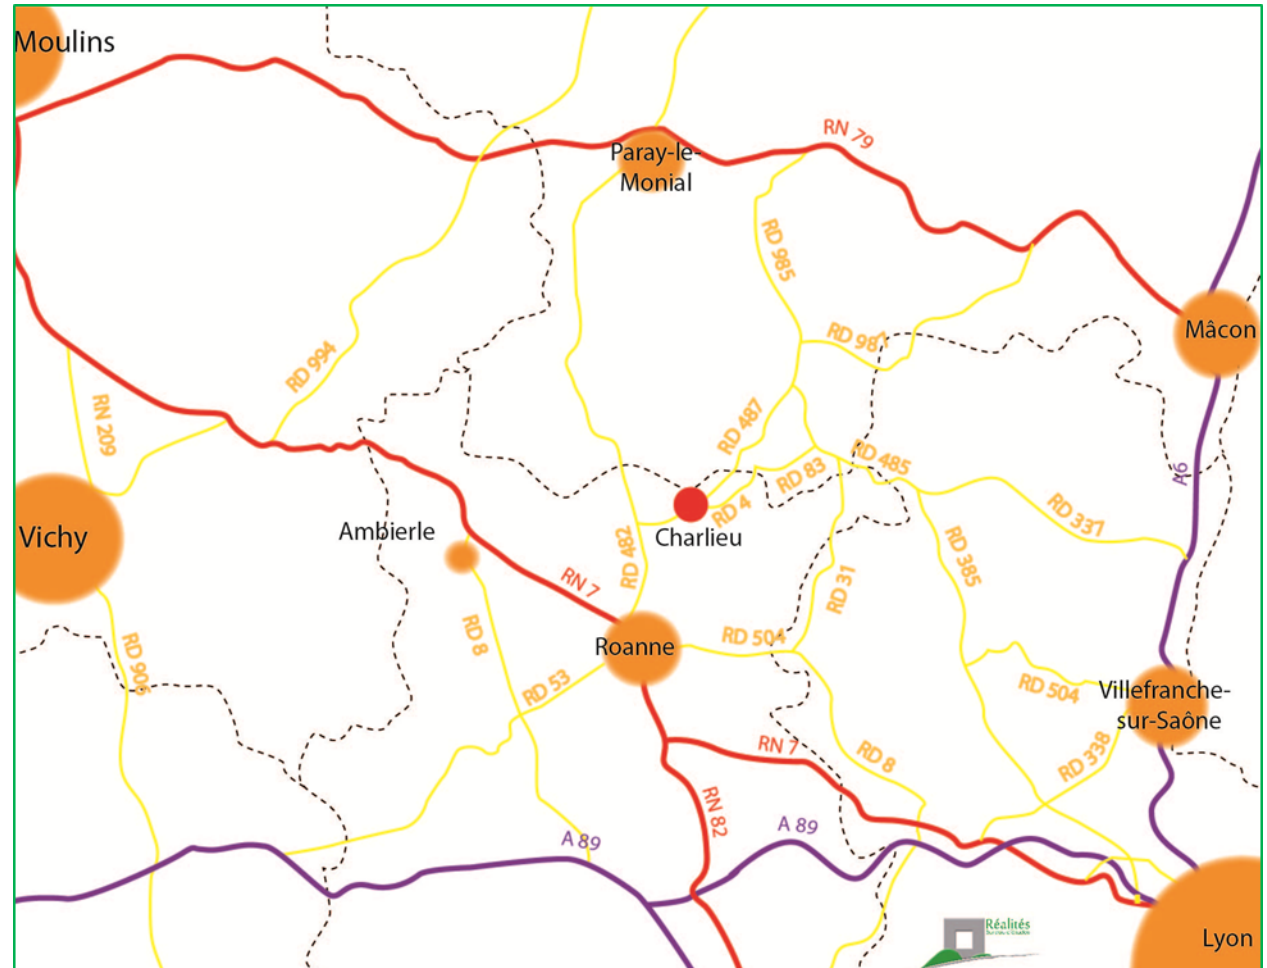 Moulins
RN 79
Paray-le-
Monial
RD 985
Mâcon
RD 987
RD 994
RN 209
RD 487
RD 485
RD 83
A6
Vichy
Ambierle
RD 4
Charlieu
RD 337
RD 482
RD 385
RN 7
RD 31
RD 8
Roanne
RD 504
RD 906
RD 53
RD 504
Villefranche-
sur-Saône
RN 7
RD 8
RD 338
RN 82
A 89
A 89
Réalités
Lyon